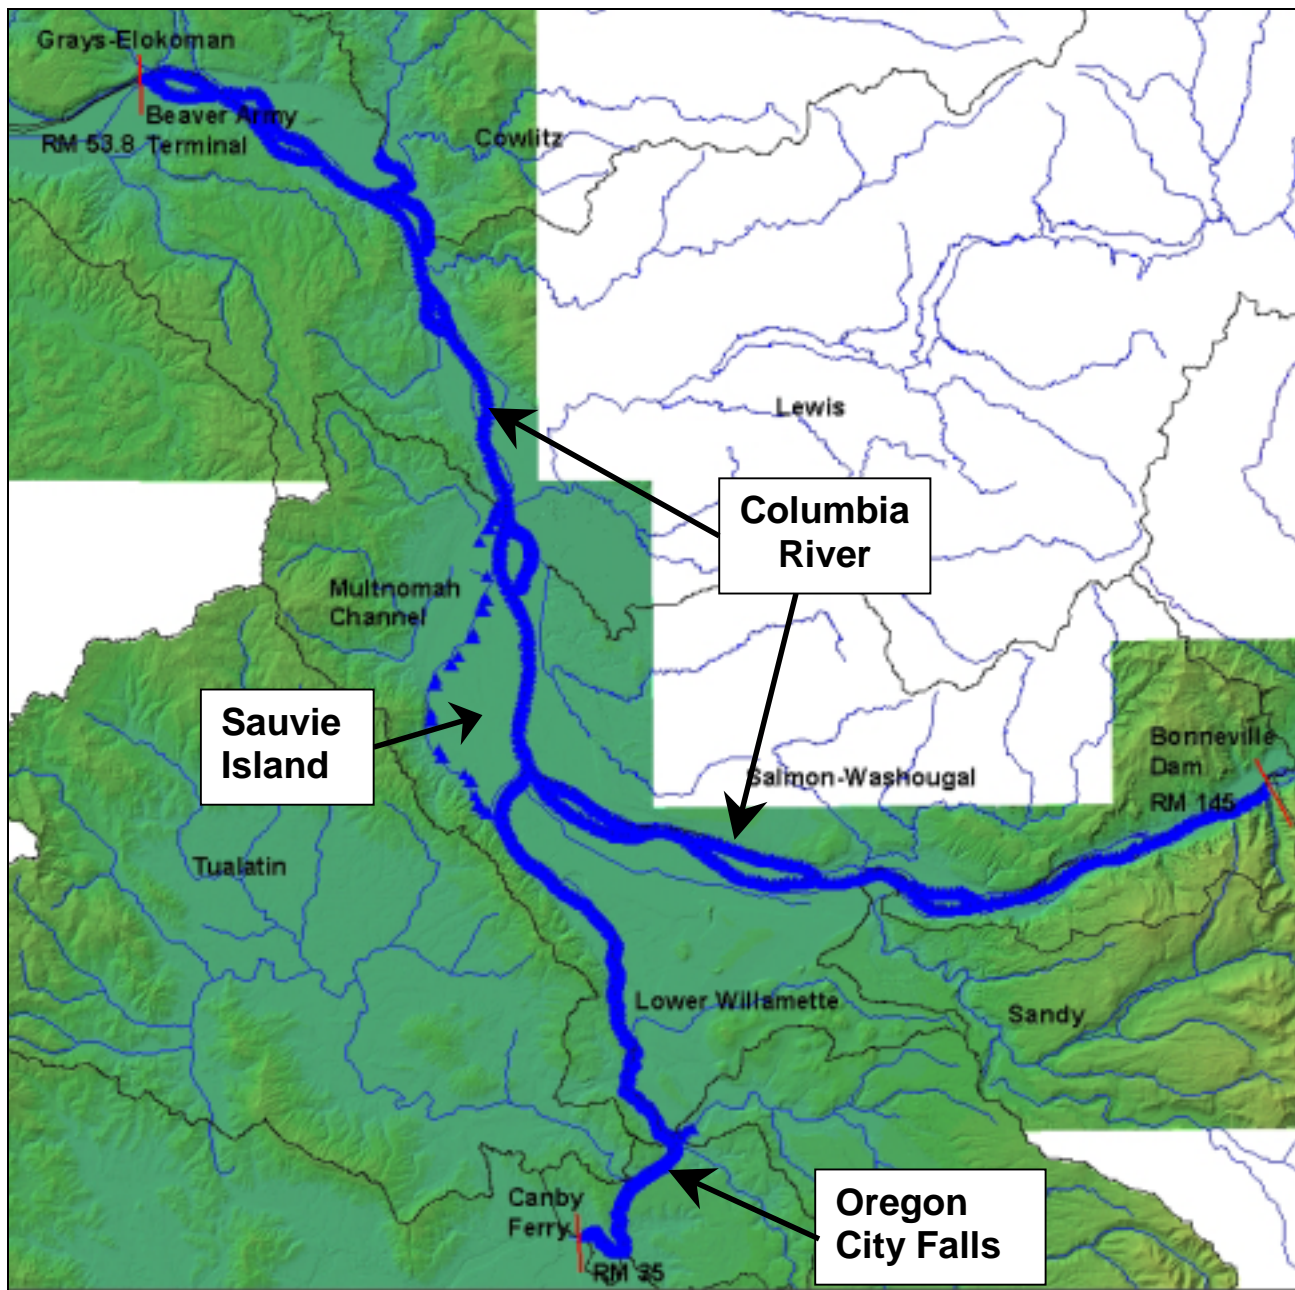 Grays-Elokoman
Beaver Army
RM 53.8 Terminal
Cowlitz
Lewis
Columbia
River
Multnomah
Channel
Sauvie
Island
Bonneville
Dam
RM 145
Salmon-Washougal
Tualatin
Lower Willamette
Sandy
Canby
Ferry
RM 35
Oregon
City Falls